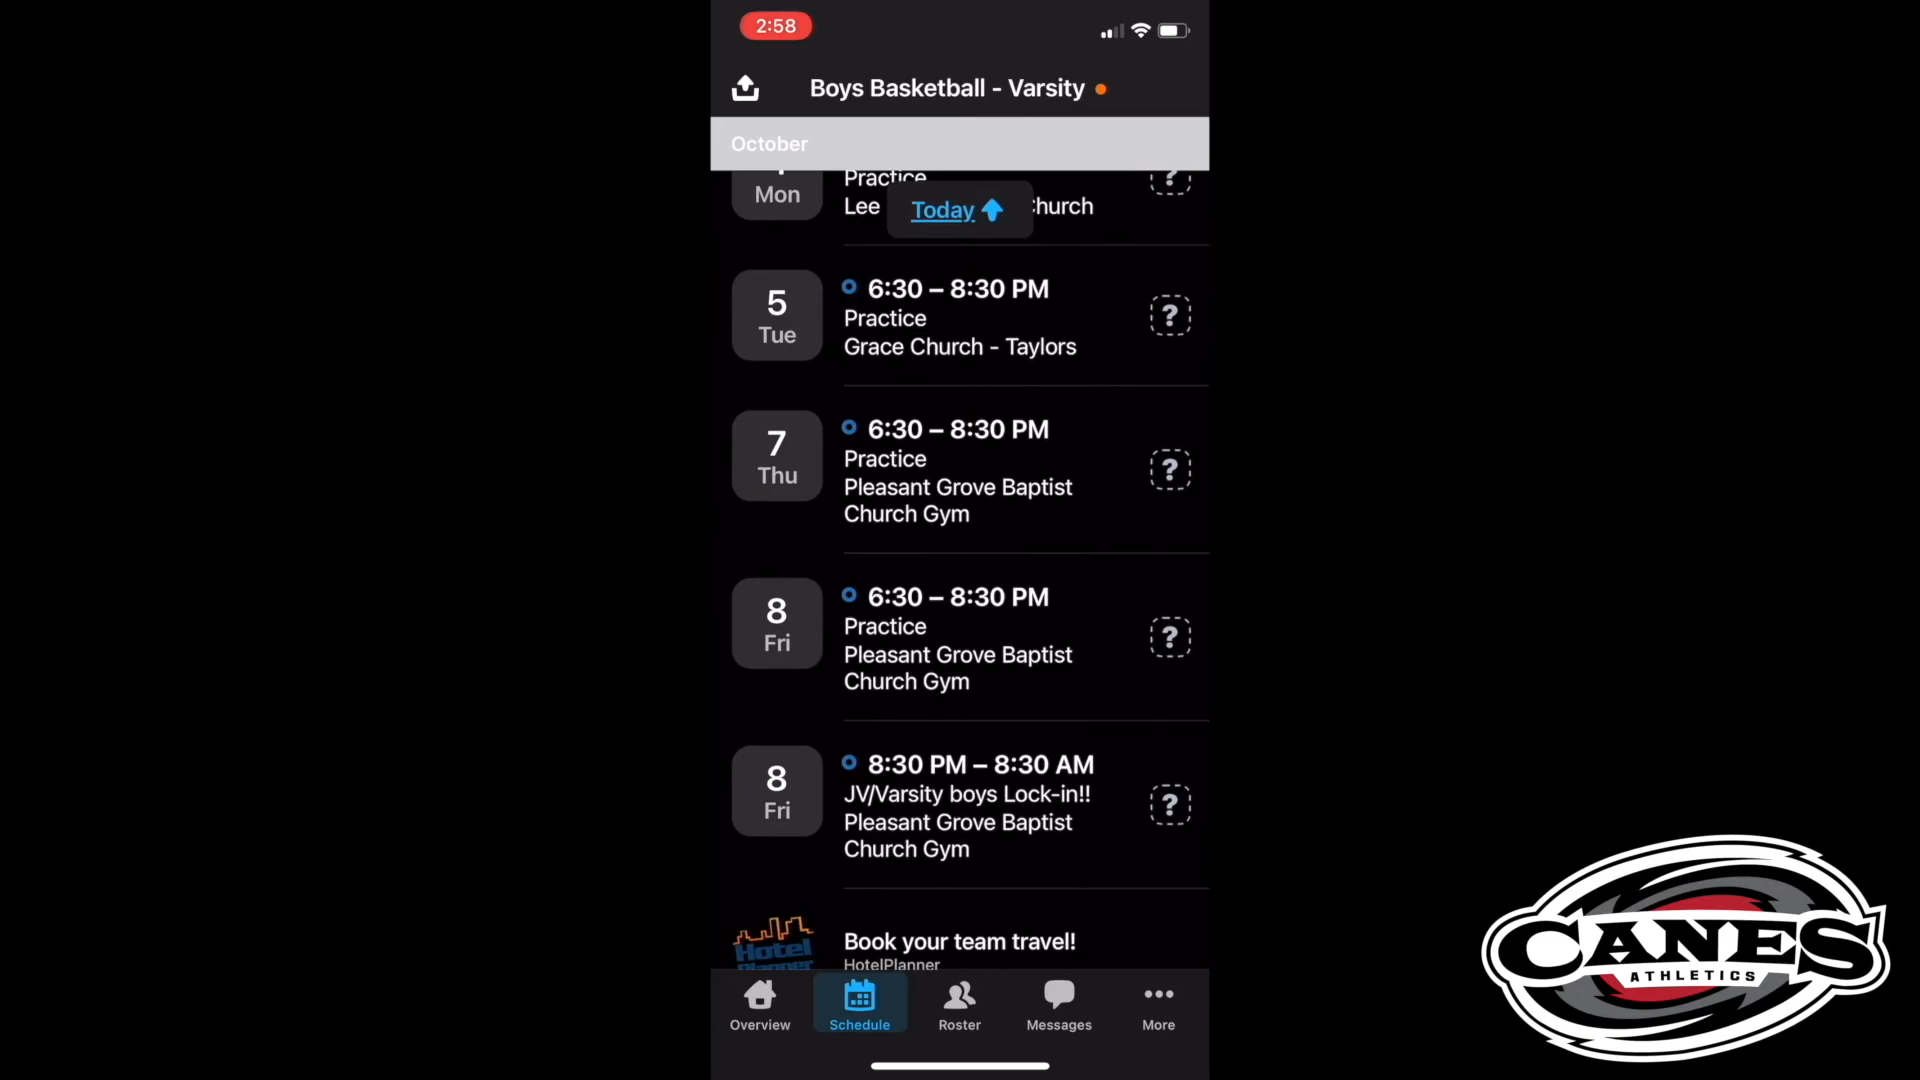 2:58
Boys Basketball - Varsity
October
Mon
Practice
Lee
Church
Today
5
Tue
6:30 – 8:30 PM
Practice
Grace Church - Taylors
?
7
Thu
6:30 – 8:30 PM
Practice
Pleasant Grove Baptist
Church Gym
?
8
Fri
6:30 – 8:30 PM
Practice
Pleasant Grove Baptist
Church Gym
?
8
Fri
8:30 PM – 8:30 AM
JV/Varsity boys Lock-in!!
Pleasant Grove Baptist
Church Gym
?
Hotel
Planner
Book your team travel!
HotelPlanner
Overview
Schedule
Roster
Messages
More
CANES
ATHLETICS